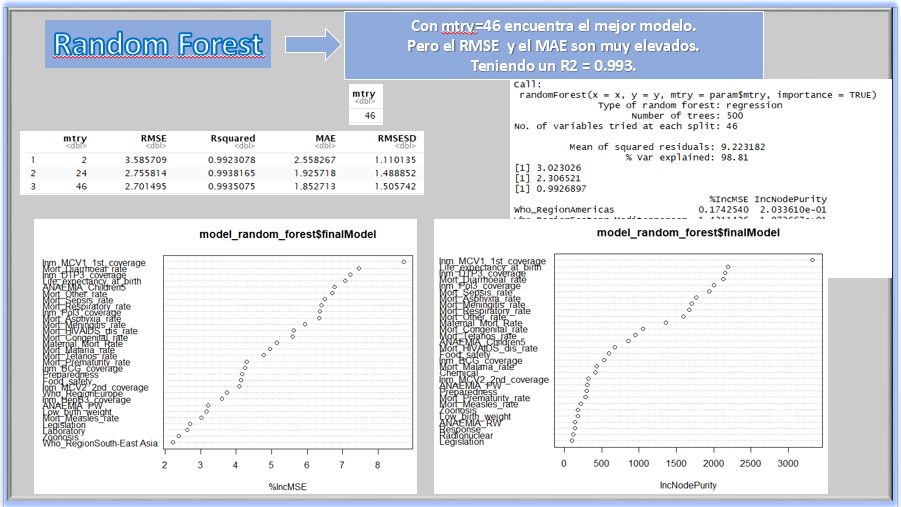 Random Forest
Con mtry=46 encuentra el mejor modelo.
Pero el RMSE y el MAE son muy elevados.
Teniendo un R2 = 0.993.
mtry
<dbl>
46
mtry RMSE Rsquared MAE RMSESD
<dbl> <dbl> <dbl> <dbl> <dbl>
1 2 3.585709 0.9923078 2.558267 1.110135
2 24 2.755814 0.9938165 1.925718 1.488852
3 46 2.701495 0.9935075 1.852713 1.505742
Call:
randomForest(x = x, y = y, mtry = param$mtry, importance = TRUE)
Type of random forest: regression
Number of trees: 500
No. of variables tried at each split: 46
Mean of squared residuals: 9.223182
% Var explained: 98.81
[1] 3.023026
[1] 2.306521
[1] 0.9926897
%IncMSE IncNodePurity
Who_RegionAmericas 0.1742540 2.033610e-01
model_random_forest$finalModel
Inm_MCV1_1st_coverage
Mort_Diarrhoeal_rate
Inm_DTP3_coverage
Life_expectancy_at_birth
ANAEMIA_Children5
Mort_Other_rate
Mort_Sepsis_rate
Mort_Respiratory_rate
Inm_Pol3_coverage
Mort_Asphyxia_rate
Mort_Meningitis_rate
Mort_HIVAIDS_dis_rate
Mort_Congenital_rate
Maternal_Mort_Rate
Mort_Malaria_rate
Mort_Tetanos_rate
Mort_Prematurity_rate
Inm_BCG_coverage
Preparedness
Food_safety
Inm_MCV2_2nd_coverage
Who_RegionEurope
Inm_HepB3_coverage
ANAEMIA_PW
Low_birth_weight
Mort_Measles_rate
Legislation
Laboratory
Zoonosis
Who_RegionSouth-East Asia
2 3 4 5 6 7 8
%IncMSE
model_random_forest$finalModel
Inm_MCV1_1st_coverage
Life_expectancy_at_birth
Inm_DTP3_coverage
Mort_Diarrhoeal_rate
Inm_Pol3_coverage
Mort_Sepsis_rate
Mort_Asphyxia_rate
Mort_Meningitis_rate
Mort_Respiratory_rate
Mort_Other_rate
Maternal_Mort_Rate
Mort_Congenital_rate
Mort_Tetanos_rate
ANAEMIA_Children5
Mort_HIVAIDS_dis_rate
Food_safety
Inm_BCG_coverage
Mort_Malaria_rate
Chemical
Inm_MCV2_2nd_coverage
ANAEMIA_PW
Preparedness
Mort_Prematurity_rate
Mort_Measles_rate
Zoonosis
Low_birth_weight
ANAEMIA_RW
Response
Radionuclear
Legislation
0 500 1000 1500 2000 2500 3000
IncNodePurity